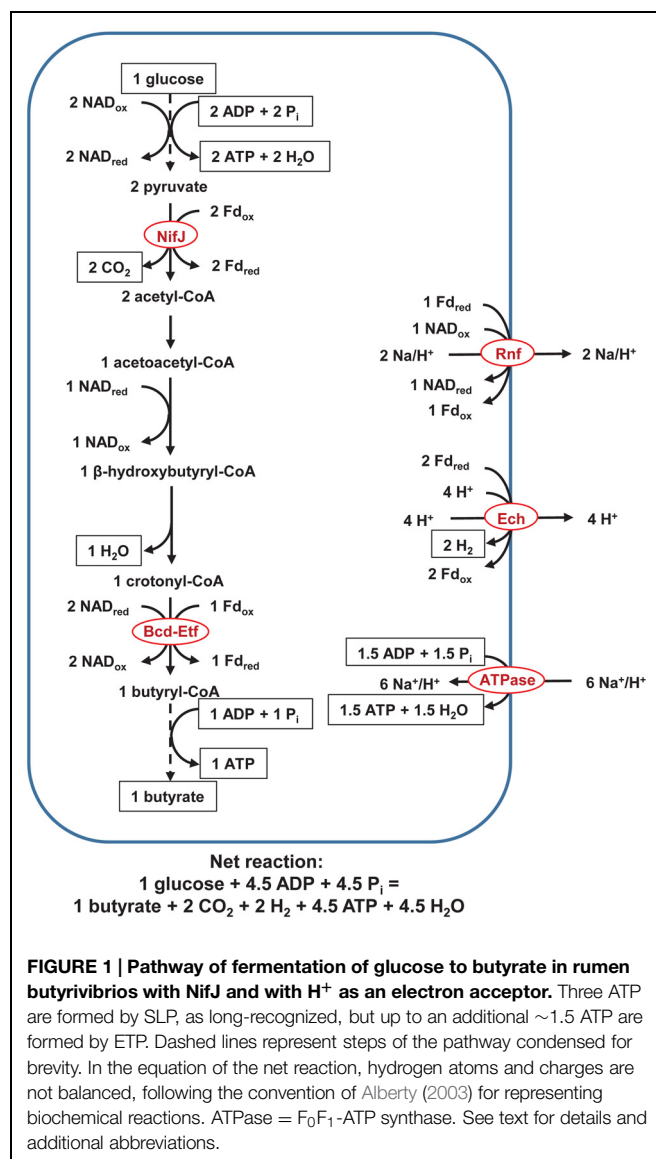 1 glucose
2 NADox
2 ADP + 2 Pi
2 NADred
2 ATP + 2 H2O
2 pyruvate
2 Fdox
NifJ
2 CO2
2 Fdred
2 acetyl-CoA
1 acetoacetyl-CoA
1 NADred
1 NADox
1 β-hydroxybutyryl-CoA
1 H2O
1 crotonyl-CoA
2 NADred
1 Fdox
Bcd-Etf
2 NADox
1 Fdred
1 butyryl-CoA
1 ADP + 1 Pi
1 ATP
1 butyrate
1 Fdred
1 NADox
2 Na/H+
Rnf
2 Na/H+
1 NADred
1 Fdox
2 Fdred
4 H+
4 H+
Ech
4 H+
2 H2
2 Fdox
1.5 ADP + 1.5 Pi
6 Na+/H+
ATPase
6 Na+/H+
1.5 ATP + 1.5 H2O
Net reaction:
1 glucose + 4.5 ADP + 4.5 Pi =
1 butyrate + 2 CO2 + 2 H2 + 4.5 ATP + 4.5 H2O
FIGURE 1 | Pathway of fermentation of glucose to butyrate in rumen
butyrivibrios with NifJ and with H+ as an electron acceptor. Three ATP
are formed by SLP, as long-recognized, but up to an additional ∼1.5 ATP are
formed by ETP. Dashed lines represent steps of the pathway condensed for
brevity. In the equation of the net reaction, hydrogen atoms and charges are
not balanced, following the convention of Alberty (2003) for representing
biochemical reactions. ATPase = F0F1-ATP synthase. See text for details and
additional abbreviations.